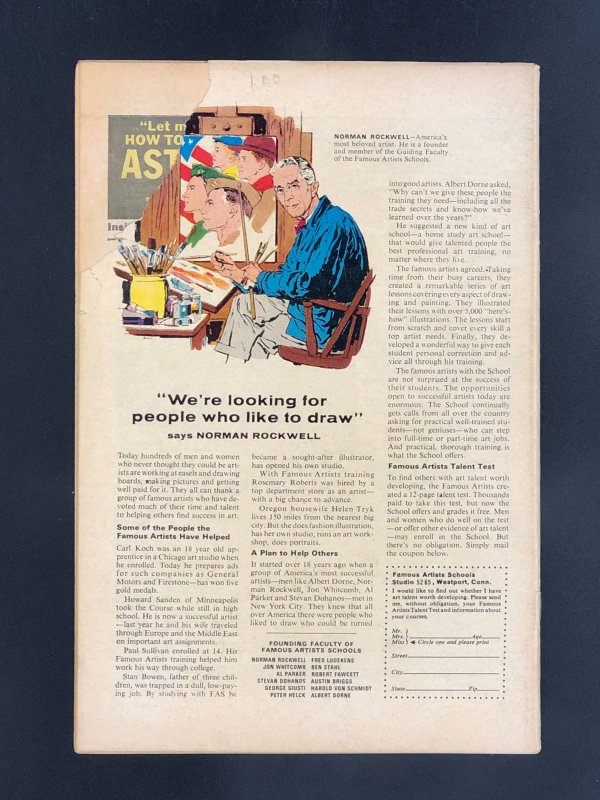 1.00
"Let m
HOW TO
AST
Ins
NORMAN ROCKWELL—America's
most beloved artist. He is a founder
and member of the Guiding Faculty
of the Famous Artists Schools.
"We're looking for
people who like to draw"
says NORMAN ROCKWELL
Today hundreds of men and women
who never thought they could be art-
ists are working at easels and drawing
boards, making pictures and getting
well paid for it. They all can thank a
group of famous artists who have de-
voted much of their time and talent
to helping others find success in art.
Some of the People the
Famous Artists Have Helped
Carl Koch was an 18 year old ap-
prentice in a Chicago art studio when
he enrolled. Today he prepares ads
for such companies as General
Motors and Firestone—has won five
gold medals.
Howard Sanden of Minneapolis
took the Course while still in high
school. He is now a successful artist
—last year he and his wife traveled
through Europe and the Middle East
on important art assignments.
Paul Sullivan enrolled at 14. His
Famous Artists training helped him
work his way through college.
Stan Bowen, father of three chil-
dren, was trapped in a dull, low-pay-
ing job. By studying with FAS he
became a sought-after illustrator,
has opened his own studio.
With Famous Artists training
Rosemary Roberts was hired by a
top department store as an artist—
with a big chance to advance.
Oregon housewife Helen Tryk
lives 150 miles from the nearest big
city. But she does fashion illustration,
has her own studio, runs an art work-
shop, does portraits.
A Plan to Help Others
It started over 18 years ago when a
group of America's most successful
artists—men like Albert Dorne, Nor-
man Rockwell, Jon Whitcomb, Al
Parker and Stevan Dohanos—met in
New York City. They knew that all
over America there were people who
liked to draw who could be turned
FOUNDING FACULTY OF
FAMOUS ARTISTS SCHOOLS
NORMAN ROCKWELL FRED LUDEKENS
JON WHITCOMB BEN STAHL
AL PARKER ROBERT FAWCETT
STEVAN DOHANOS AUSTIN BRIGGS
GEORGE GIUSTI HAROLD VON SCHMIDT
PETER HELCK ALBERT DORNE
into good artists. Albert Dorne asked,
"Why can't we give these people the
training they need—including all the
trade secrets and know-how we've
learned over the years?"
He suggested a new kind of art
school—a home study art school—
that would give talented people the
best professional art training, no
matter where they live.
The famous artists agreed. Taking
time from their busy careers, they
created a remarkable series of art
lessons covering every aspect of draw-
ing and painting. They illustrated
their lessons with over 5,000 "here's-
how" illustrations. The lessons start
from scratch and cover every skill a
top artist needs. Finally, they de-
veloped a wonderful way to give each
student personal correction and ad-
vice all through his training.
The famous artists with the School
are not surprised at the success of
their students. The opportunities
open to successful artists today are
enormous. The School continually
gets calls from all over the country
asking for practical well-trained stu-
dents—not geniuses—who can step
into full-time or part-time art jobs.
And practical, thorough training is
what the School offers.
Famous Artists Talent Test
To find others with art talent worth
developing, the Famous Artists cre-
ated a 12-page talent test. Thousands
paid to take this test, but now the
School offers and grades it free. Men
and women who do well on the test
—or offer other evidence of art talent
—may enroll in the School. But
there's no obligation. Simply mail
the coupon below.
Famous Artists Schools
Studio 5265, Westport, Conn.
I would like to find out whether I have
art talent worth developing. Please send
me, without obligation, your Famous
Artists Talent Test and information about
your courses.
Mr.
Mrs. Age
Miss Circle one and please print
Street
City
State Zip